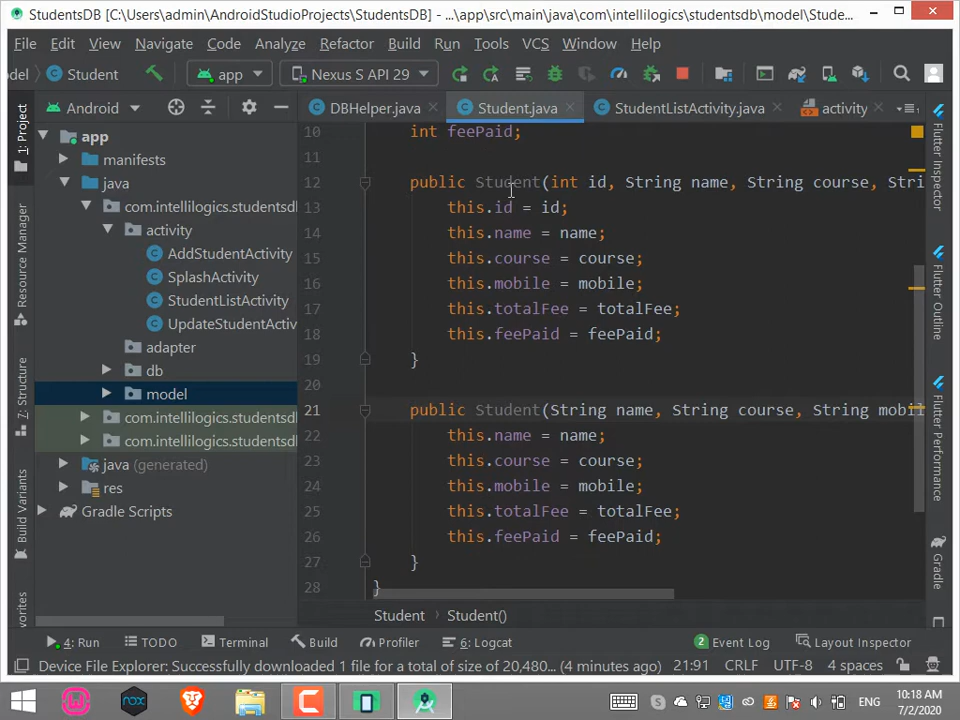 StudentsDB [C:\Users\admin\AndroidStudioProjects\StudentsDB] - ...\app\src\main\java\com\intellilogics\studentsdb\model\Stude...
File Edit View Navigate Code Analyze Refactor Build Run Tools VCS Window Help
del Student app Nexus S API 29
Android DBHelper.java Student.java StudentListActivity.java activity
1: Project
Resource Manager
7: Structure
Build Variants
vorites
app
manifests
java
com.intellilogics.studentsdl
activity
AddStudentActivity
SplashActivity
StudentListActivity
UpdateStudentActiv
adapter
db
model
com.intellilogics.studentsdl
com.intellilogics.studentsdl
java (generated)
res
Gradle Scripts
10 int feePaid;
11
12 public Student(int id, String name, String course, Stri
13 this.id = id;
14 this.name = name;
15 this.course = course;
16 this.mobile = mobile;
17 this.totalFee = totalFee;
18 this.feePaid = feePaid;
19 }
20
21 public Student(String name, String course, String mobil
22 this.name = name;
23 this.course = course;
24 this.mobile = mobile;
25 this.totalFee = totalFee;
26 this.feePaid = feePaid;
27 }
28 }
Student Student()
Flutter Inspector
Flutter Outline
Flutter Performance
Gradle
4: Run TODO Terminal Build Profiler 6: Logcat 2 Event Log Layout Inspector
Device File Explorer: Successfully downloaded 1 file for a total of size of 20,480... (4 minutes ago) 21:91 CRLF UTF-8 4 spaces
nox ENG 10:18 AM
7/2/2020